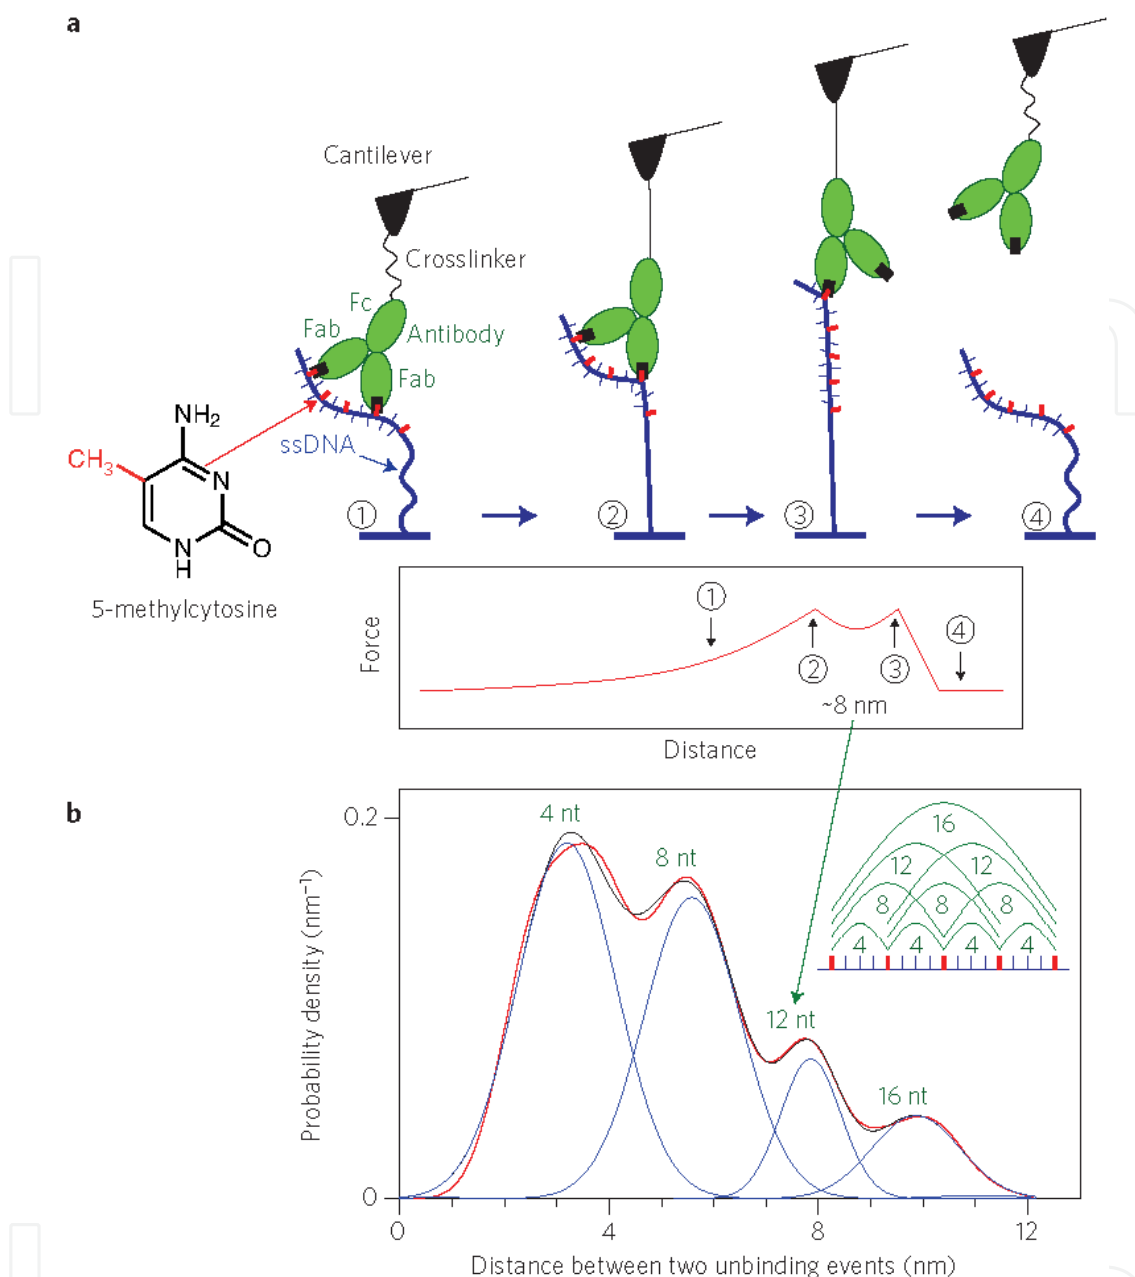 a
Cantilever
Crosslinker
Fc
Fab
Antibody
Fab
NH₂
CH₃
ssDNA
N
N
H
O
① ② ③ ④
5-methylcytosine
Force
①
②
③
④
~8 nm
Distance
b
0.2
4 nt
8 nt
12 nt
16 nt
16
12 12
8 8 8
4 4 4 4
Probability density (nm⁻¹)
0
0 4 8 12
Distance between two unbinding events (nm)